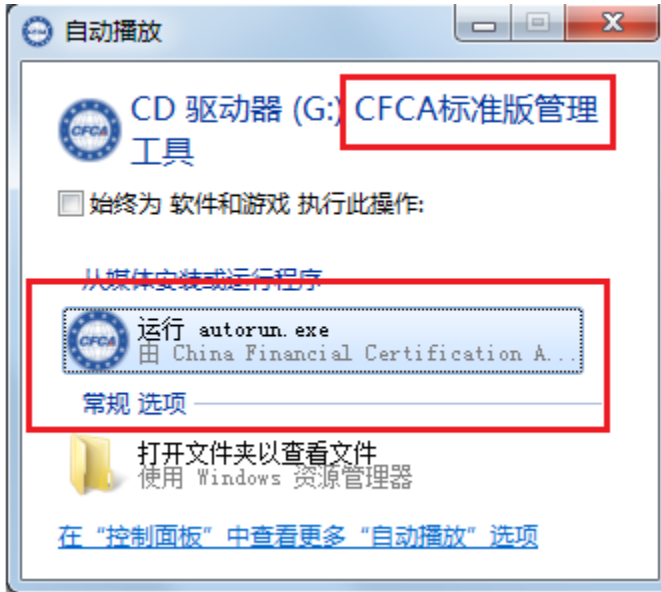 自动播放
CD 驱动器 (G:) CFCA标准版管理
工具
始终为 软件和游戏 执行此操作:
从媒体安装或运行程序
运行 autorun.exe
由 China Financial Certification A...
常规 选项
打开文件夹以查看文件
使用 Windows 资源管理器
在“控制面板”中查看更多“自动播放”选项
CFCA
CFCA